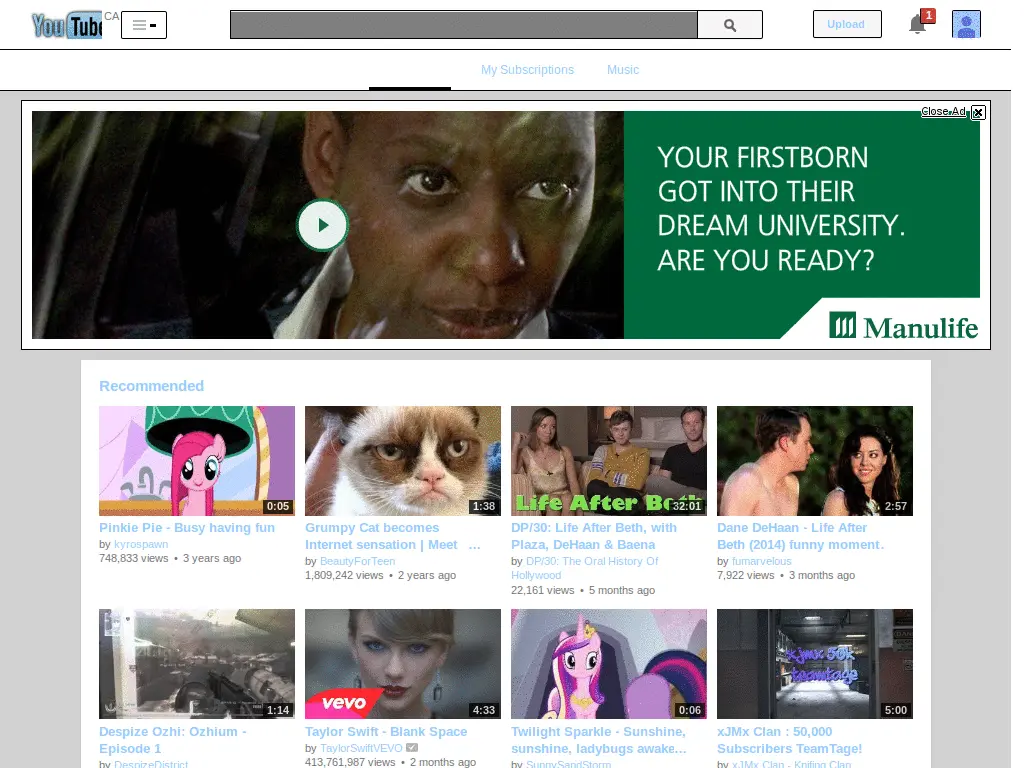 YouTube CA
Upload
1
My Subscriptions
Music
Close Ad
YOUR FIRSTBORN
GOT INTO THEIR
DREAM UNIVERSITY.
ARE YOU READY?
Manulife
Recommended
0:05
1:38
Life After Beth
32:01
2:57
Pinkie Pie - Busy having fun
by kyrospawn
748,833 views • 3 years ago
Grumpy Cat becomes
Internet sensation | Meet ...
by BeautyForTeen
1,809,242 views • 2 years ago
DP/30: Life After Beth, with
Plaza, DeHaan & Baena
by DP/30: The Oral History Of
Hollywood
22,161 views • 5 months ago
Dane DeHaan - Life After
Beth (2014) funny moment.
by fumarvelous
7,922 views • 3 months ago
1:14
vevo
4:33
0:06
xjmx 50k
teamtage
5:00
Despize Ozhi: Ozhium -
Episode 1
by DespizeDistrict
Taylor Swift - Blank Space
by TaylorSwiftVEVO
413,761,987 views • 2 months ago
Twilight Sparkle - Sunshine,
sunshine, ladybugs awake...
by SunnySandStorm
xJMx Clan : 50,000
Subscribers TeamTage!
by xJMx Clan - Knifing Clan